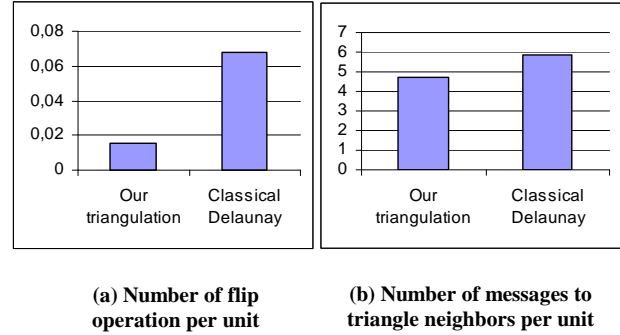 0,08
0,06
0,04
0,02
0
Our
triangulation
Classical
Delaunay
7
6
5
4
3
2
1
0
Our
triangulation
Classical
Delaunay
(a) Number of flip
operation per unit
(b) Number of messages to
triangle neighbors per unit